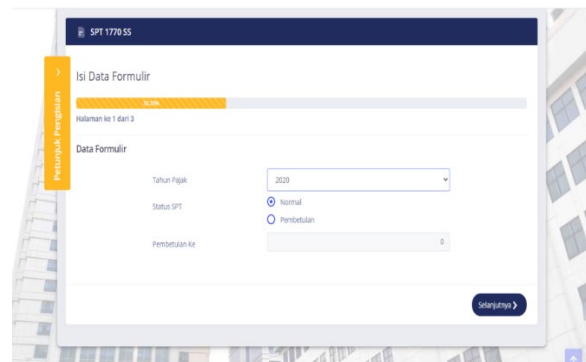 SPT 1770 SS
Petunjuk Pengisian
Isi Data Formulir
Halaman ke 1 dari 3
Data Formulir
Tahun Pajak
2020
Status SPT
Normal
Pembetulan
Pembetulan Ke
0
Selanjutnya